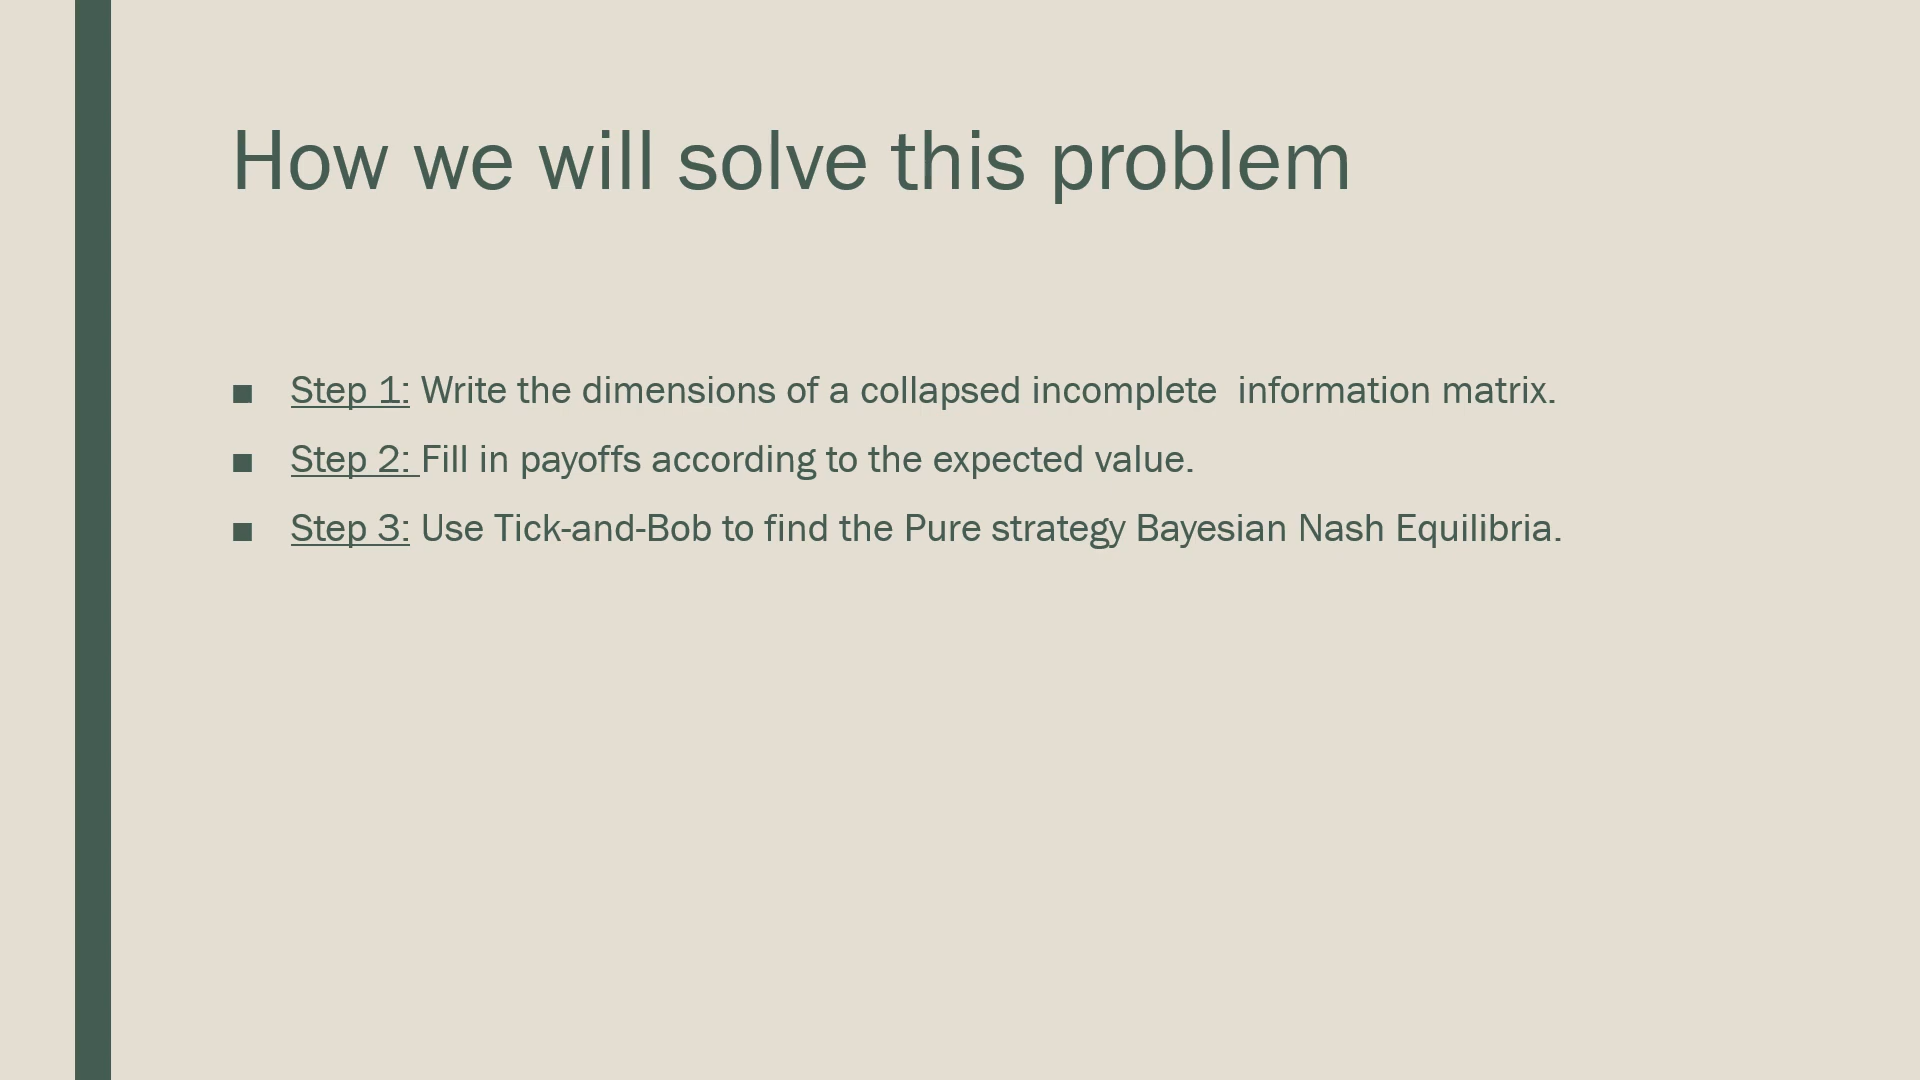 How we will solve this problem
■ Step 1: Write the dimensions of a collapsed incomplete  information matrix.
■ Step 2: Fill in payoffs according to the expected value.
■ Step 3: Use Tick-and-Bob to find the Pure strategy Bayesian Nash Equilibria.